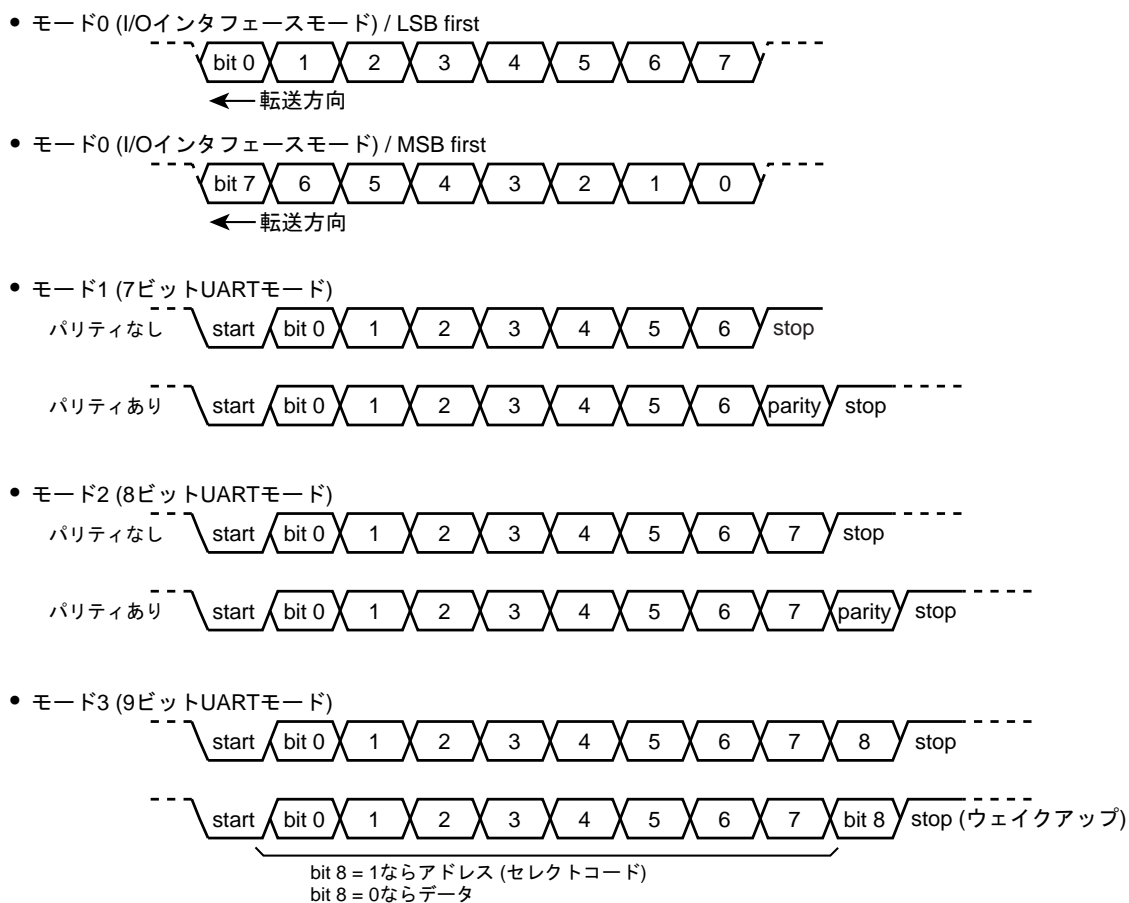 • モード0 (I/Oインタフェースモード) / LSB first
bit 0 1 2 3 4 5 6 7
転送方向
• モード0 (I/Oインタフェースモード) / MSB first
bit 7 6 5 4 3 2 1 0
転送方向
• モード1 (7ビットUARTモード)
パリティなし start bit 0 1 2 3 4 5 6 stop
パリティあり start bit 0 1 2 3 4 5 6 parity stop
• モード2 (8ビットUARTモード)
パリティなし start bit 0 1 2 3 4 5 6 7 stop
パリティあり start bit 0 1 2 3 4 5 6 7 parity stop
• モード3 (9ビットUARTモード)
start bit 0 1 2 3 4 5 6 7 8 stop
start bit 0 1 2 3 4 5 6 7 bit 8 stop (ウェイクアップ)
bit 8 = 1ならアドレス (セレクトコード)
bit 8 = 0ならデータ